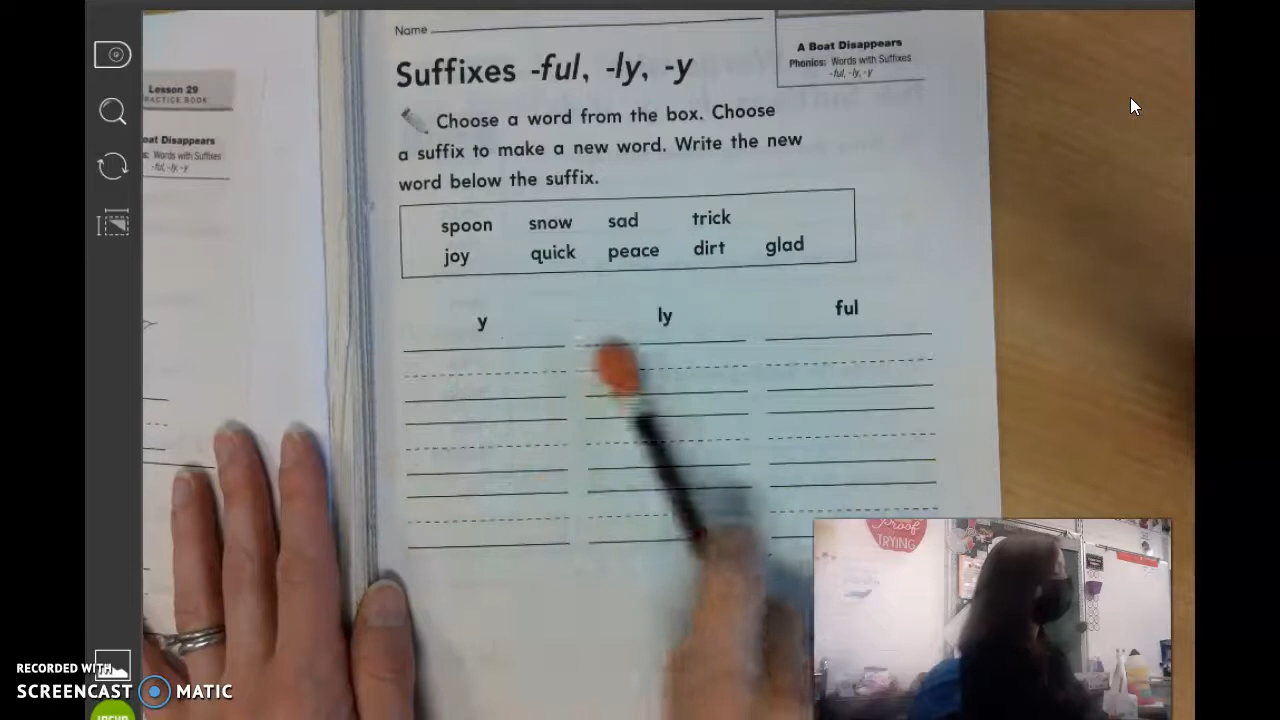 Lesson 29
PRACTICE BOOK
oat Disappears
s: Words with Suffixes
-ful, -ly, -y
Name
Suffixes -ful, -ly, -y
A Boat Disappears
Phonics: Words with Suffixes
-ful, -ly, -y
Choose a word from the box. Choose
a suffix to make a new word. Write the new
word below the suffix.
spoon snow sad trick
joy quick peace dirt glad
y ly ful
Proof
TRYING
RECORDED WITH
SCREENCAST MATIC